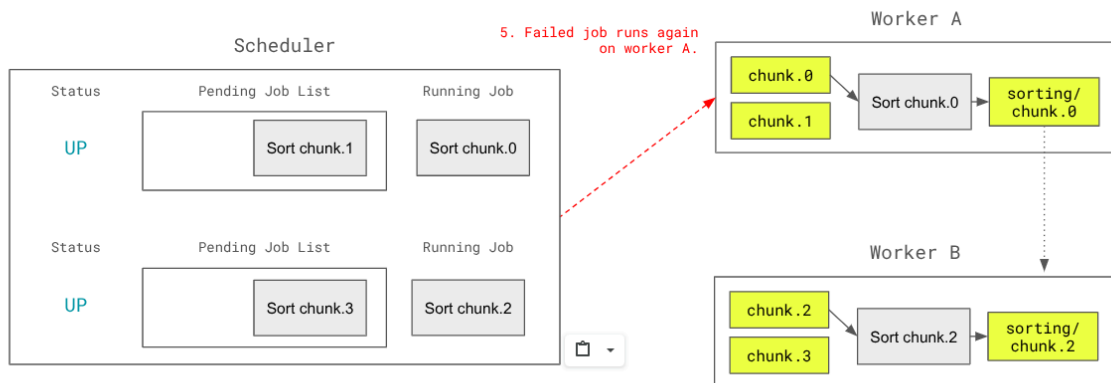 Scheduler
Status
Pending Job List
Running Job
UP
Sort chunk.1
Sort chunk.0
Status
Pending Job List
Running Job
UP
Sort chunk.3
Sort chunk.2
5. Failed job runs again
on worker A.
Worker A
chunk.0
chunk.1
Sort chunk.0
sorting/
chunk.0
Worker B
chunk.2
chunk.3
Sort chunk.2
sorting/
chunk.2